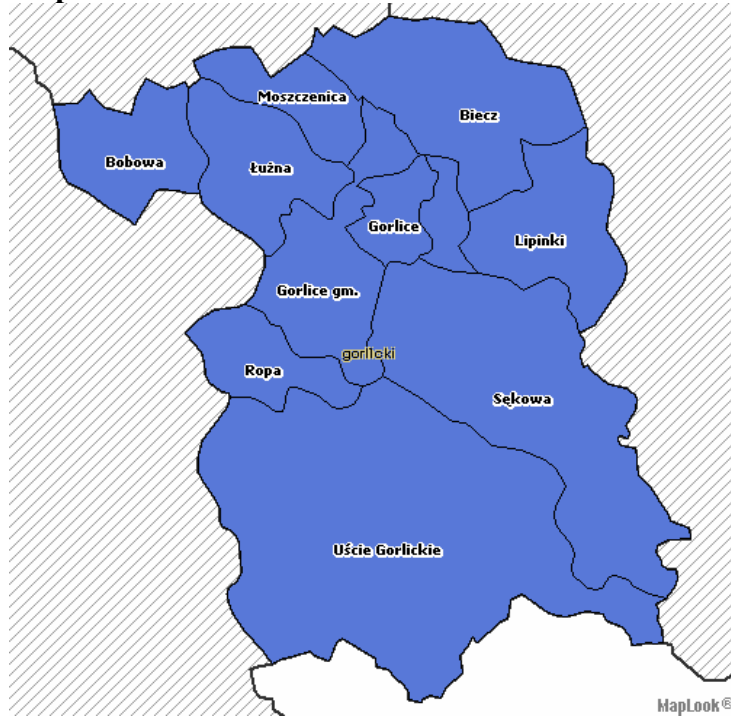 Moszczenica
Biecz
Bobowa
Łużna
Gorlice
Lipinki
Gorlice gm.
gorlicki
Ropa
Sękowa
Uście Gorlickie
MapLook®